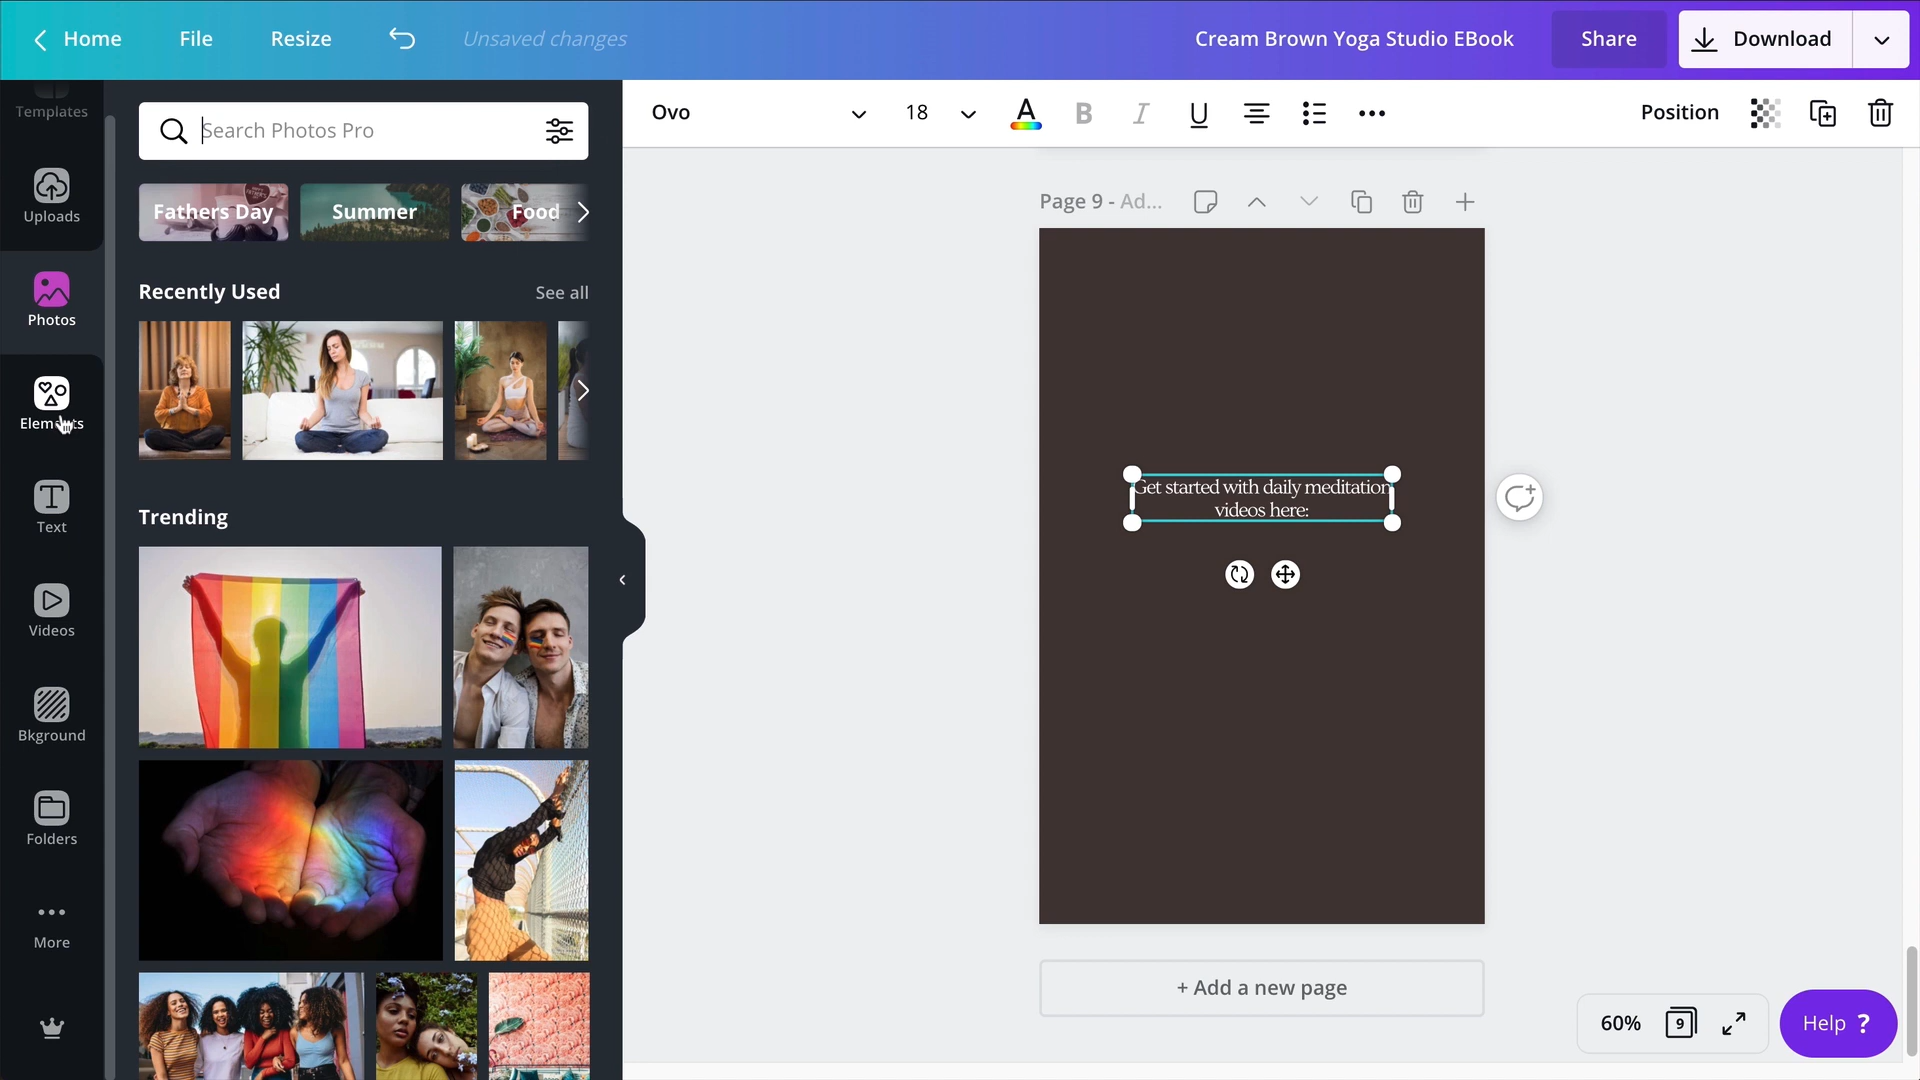 Home File Resize Unsaved changes Cream Brown Yoga Studio EBook Share Download
Templates
Uploads
Photos
Elements
Text
Videos
Bkground
Folders
More
Search Photos Pro
Fathers Day Summer Food
Recently Used See all
Trending
Ovo 18 A B I U Position
Page 9 - Ad...
Get started with daily meditation
videos here:
+ Add a new page
60% 9 Help ?